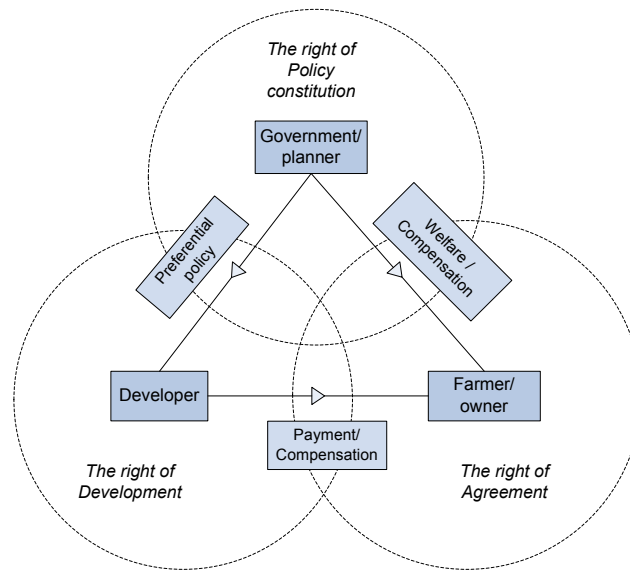 The right of
Policy
constitution
Government/
planner
Preferential
policy
Welfare /
Compensation
Developer
Farmer/
owner
Payment/
Compensation
The right of
Development
The right of
Agreement